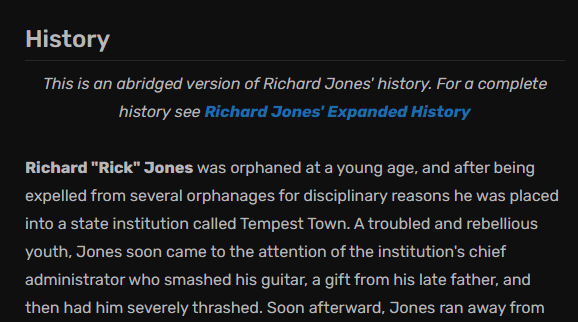 History
This is an abridged version of Richard Jones' history. For a complete
history see Richard Jones' Expanded History
Richard "Rick" Jones was orphaned at a young age, and after being
expelled from several orphanages for disciplinary reasons he was placed
into a state institution called Tempest Town. A troubled and rebellious
youth, Jones soon came to the attention of the institution's chief
administrator who smashed his guitar, a gift from his late father, and
then had him severely thrashed. Soon afterward, Jones ran away from